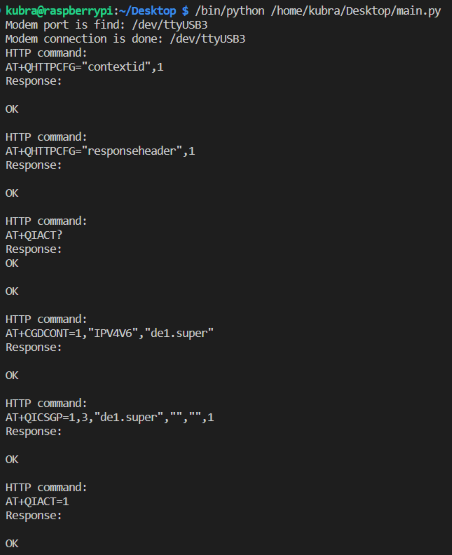 kubra@raspberrypi:~/Desktop $ /bin/python /home/kubra/Desktop/main.py
Modem port is find: /dev/ttyUSB3
Modem connection is done: /dev/ttyUSB3
HTTP command:
AT+QHTTPCFG="contextid",1
Response:
OK
HTTP command:
AT+QHTTPCFG="responseheader",1
Response:
OK
HTTP command:
AT+QIACT?
Response:
OK
OK
HTTP command:
AT+CGDCONT=1,"IPV4V6","de1.super"
Response:
OK
HTTP command:
AT+QICSGP=1,3,"de1.super","","",1
Response:
OK
HTTP command:
AT+QIACT=1
Response:
OK